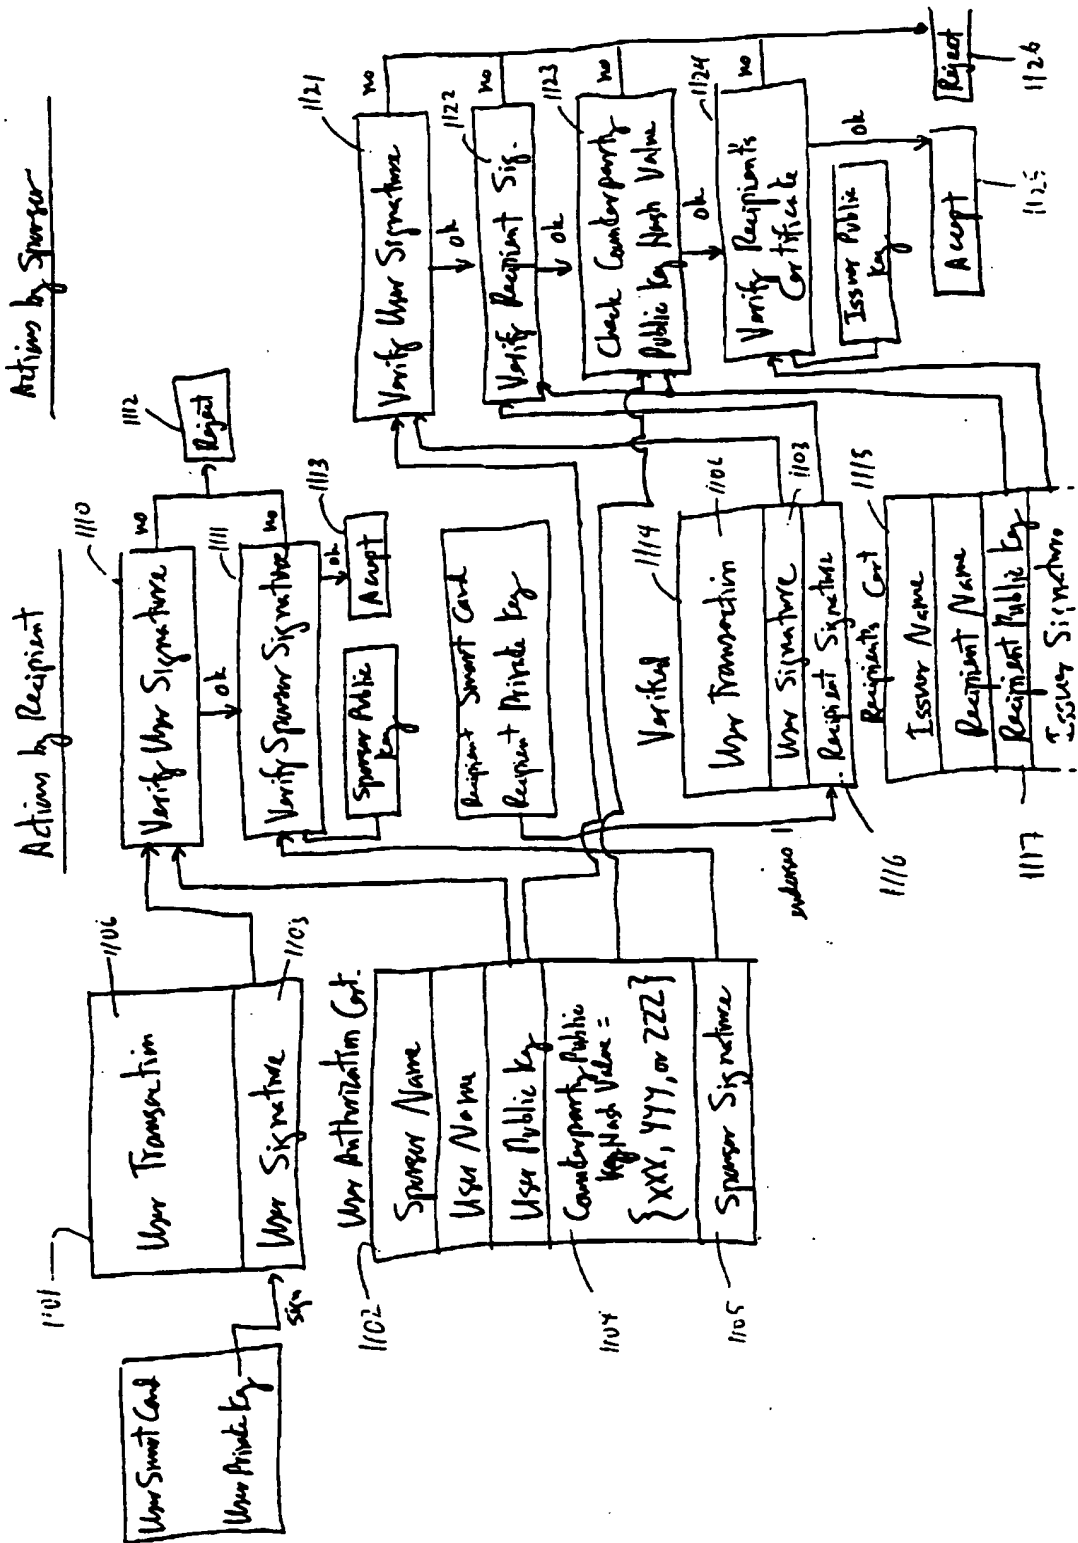 Actions by Recipient
Actions by Sponsor
User Smart Card
User Private Key
sign
1101
User Transaction
1106
User Signature
1103
User Authorization Cert.
1102
Sponsor Name
User Name
User Public Key
Counterparty Public
Key Hash Value =
{XXX, YYY, or ZZZ}
1104
Sponsor Signature
1105
1110
Verify User Signature
no
ok
1111
Verify Sponsor Signature
no
ok
1112
Reject
1113
Accept
Sponsor Public
Key
Recipient Smart Card
Recipient Private Key
endorse
Verified
1114
User Transaction
1106
User Signature
1103
Recipient Signature
1116
Recipients Cert
1115
Issuer Name
Recipient Name
Recipient Public Key
1117
Issuer Signature
1121
Verify User Signature
no
ok
1122
Verify Recipient Sig.
no
ok
1123
Check Counterparty
Public Key Hash Value
no
ok
1124
Verify Recipient's
Certificate
no
ok
Issuer Public
Key
Accept
1125
Reject
1126